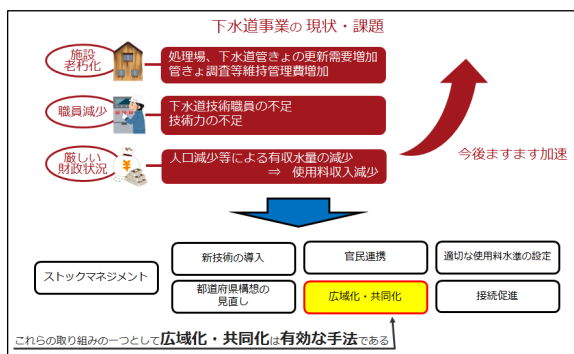 下水道事業の 現状・課題
施設
老朽化
処理場、下水道管きょの更新需要増加
管きょ調査等維持管理費増加
職員減少
下水道技術職員の不足
技術力の不足
厳しい
財政状況
人口減少等による有収水量の減少
⇒ 使用料収入減少
今後ますます加速
ストックマネジメント
新技術の導入
官民連携
適切な使用料水準の設定
都道府県構想の
見直し
広域化・共同化
接続促進
これらの取り組みの一つとして広域化・共同化は有効な手法である